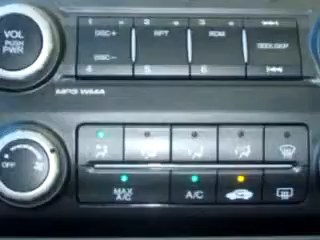 1 2 3
VOL
PUSH
PWR
DISC+ RPT RDM
SEEK/SKIP
DISC-
4 5 6
MP3 WMA
OFF
MAX
A/C
A/C